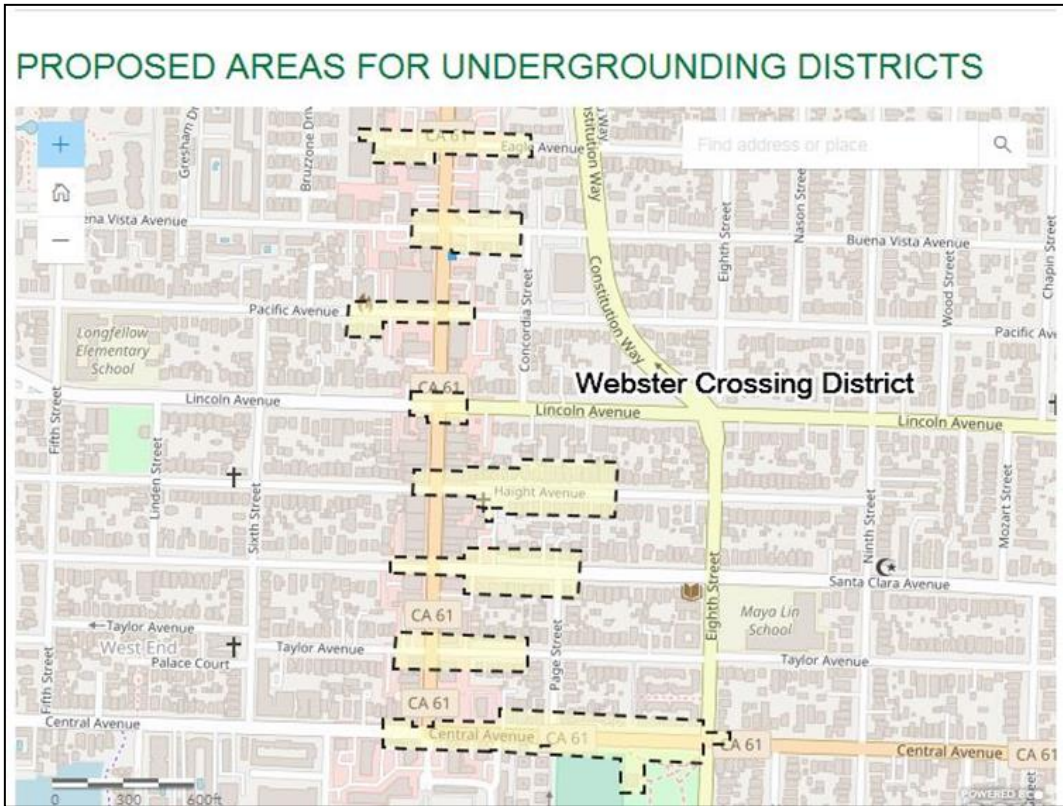 PROPOSED AREAS FOR UNDERGROUNDING DISTRICTS
CA 61
Eagle Avenue
Find address or place
Gresham Dr
Bruzzone Driv
Constitution Way
Way
ena Vista Avenue
Buena Vista Avenue
Eighth Street
Nason Street
Wood Street
Chapin Street
Concordia Street
Constitution Way
Pacific Avenue
Pacific Av
Longfellow
Elementary
School
CA 61
Webster Crossing District
Lincoln Avenue
Lincoln Avenue
Lincoln Avenue
Fifth Street
Linden Street
Sixth Street
Haight Avenue
Ninth Street
Mozart Street
Santa Clara Avenue
CA 61
Maya Lin
School
Eighth Street
Taylor Avenue
West End
Palace Court
Taylor Avenue
Page Street
Taylor Avenue
Fifth Street
CA 61
Central Avenue
Central Avenue
CA 61
CA 61
Central Avenue
CA 61
0 300 600ft